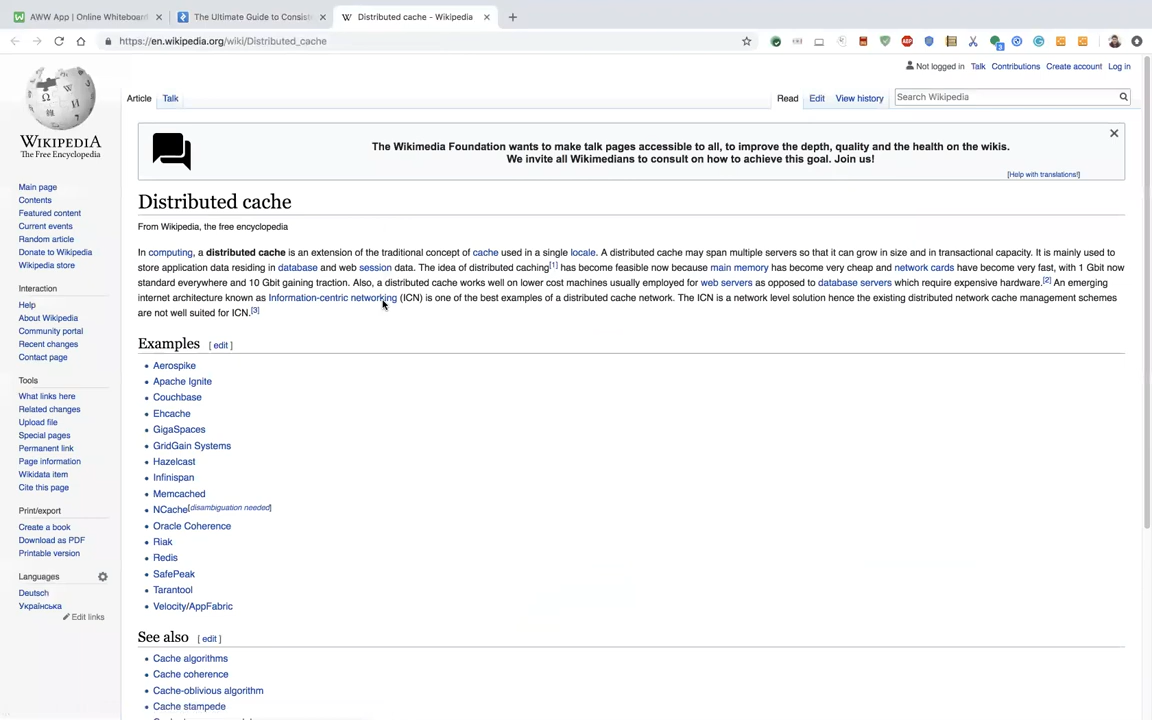 AWW App | Online Whiteboard
The Ultimate Guide to Consist
Distributed cache - Wikipedia
https://en.wikipedia.org/wiki/Distributed_cache
Not logged in Talk Contributions Create account Log in
Article Talk Read Edit View history Search Wikipedia
WIKIPEDIA
The Free Encyclopedia
Main page
Contents
Featured content
Current events
Random article
Donate to Wikipedia
Wikipedia store
Interaction
Help
About Wikipedia
Community portal
Recent changes
Contact page
Tools
What links here
Related changes
Upload file
Special pages
Permanent link
Page information
Wikidata item
Cite this page
Print/export
Create a book
Download as PDF
Printable version
Languages
Deutsch
Українська
Edit links
The Wikimedia Foundation wants to make talk pages accessible to all, to improve the depth, quality and the health on the wikis.
We invite all Wikimedians to consult on how to achieve this goal. Join us!
[Help with translations!]
Distributed cache
From Wikipedia, the free encyclopedia
In computing, a distributed cache is an extension of the traditional concept of cache used in a single locale. A distributed cache may span multiple servers so that it can grow in size and in transactional capacity. It is mainly used to
store application data residing in database and web session data. The idea of distributed caching[1] has become feasible now because main memory has become very cheap and network cards have become very fast, with 1 Gbit now
standard everywhere and 10 Gbit gaining traction. Also, a distributed cache works well on lower cost machines usually employed for web servers as opposed to database servers which require expensive hardware.[2] An emerging
internet architecture known as Information-centric networking (ICN) is one of the best examples of a distributed cache network. The ICN is a network level solution hence the existing distributed network cache management schemes
are not well suited for ICN.[3]
Examples [ edit ]
Aerospike
Apache Ignite
Couchbase
Ehcache
GigaSpaces
GridGain Systems
Hazelcast
Infinispan
Memcached
NCache[disambiguation needed]
Oracle Coherence
Riak
Redis
SafePeak
Tarantool
Velocity/AppFabric
See also [ edit ]
Cache algorithms
Cache coherence
Cache-oblivious algorithm
Cache stampede